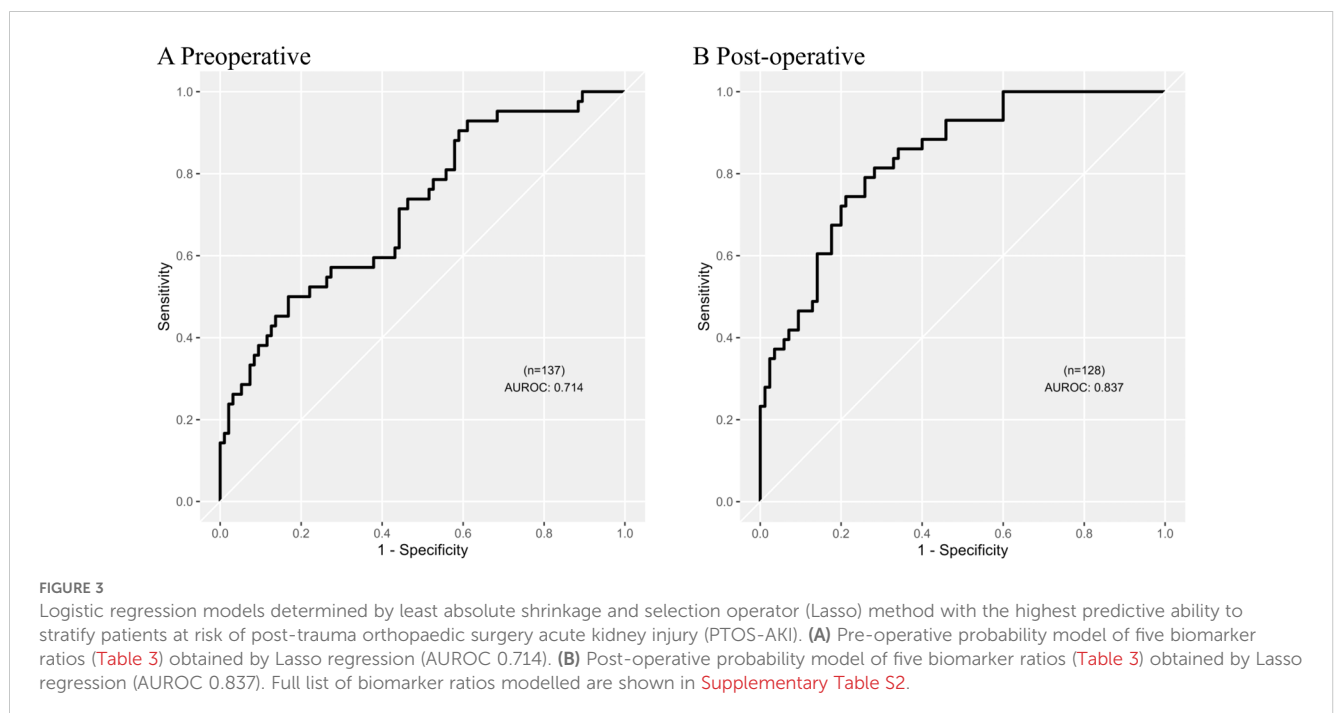 A Preoperative
1.0
0.8
0.6
0.4
0.2
0.0
Sensitivity
(n=137)
AUROC: 0.714
0.0 0.2 0.4 0.6 0.8 1.0
1 - Specificity
B Post-operative
1.0
0.8
0.6
0.4
0.2
0.0
Sensitivity
(n=128)
AUROC: 0.837
0.0 0.2 0.4 0.6 0.8 1.0
1 - Specificity
FIGURE 3
Logistic regression models determined by least absolute shrinkage and selection operator (Lasso) method with the highest predictive ability to
stratify patients at risk of post-trauma orthopaedic surgery acute kidney injury (PTOS-AKI). (A) Pre-operative probability model of five biomarker
ratios (Table 3) obtained by Lasso regression (AUROC 0.714). (B) Post-operative probability model of five biomarker ratios (Table 3) obtained by Lasso
regression (AUROC 0.837). Full list of biomarker ratios modelled are shown in Supplementary Table S2.